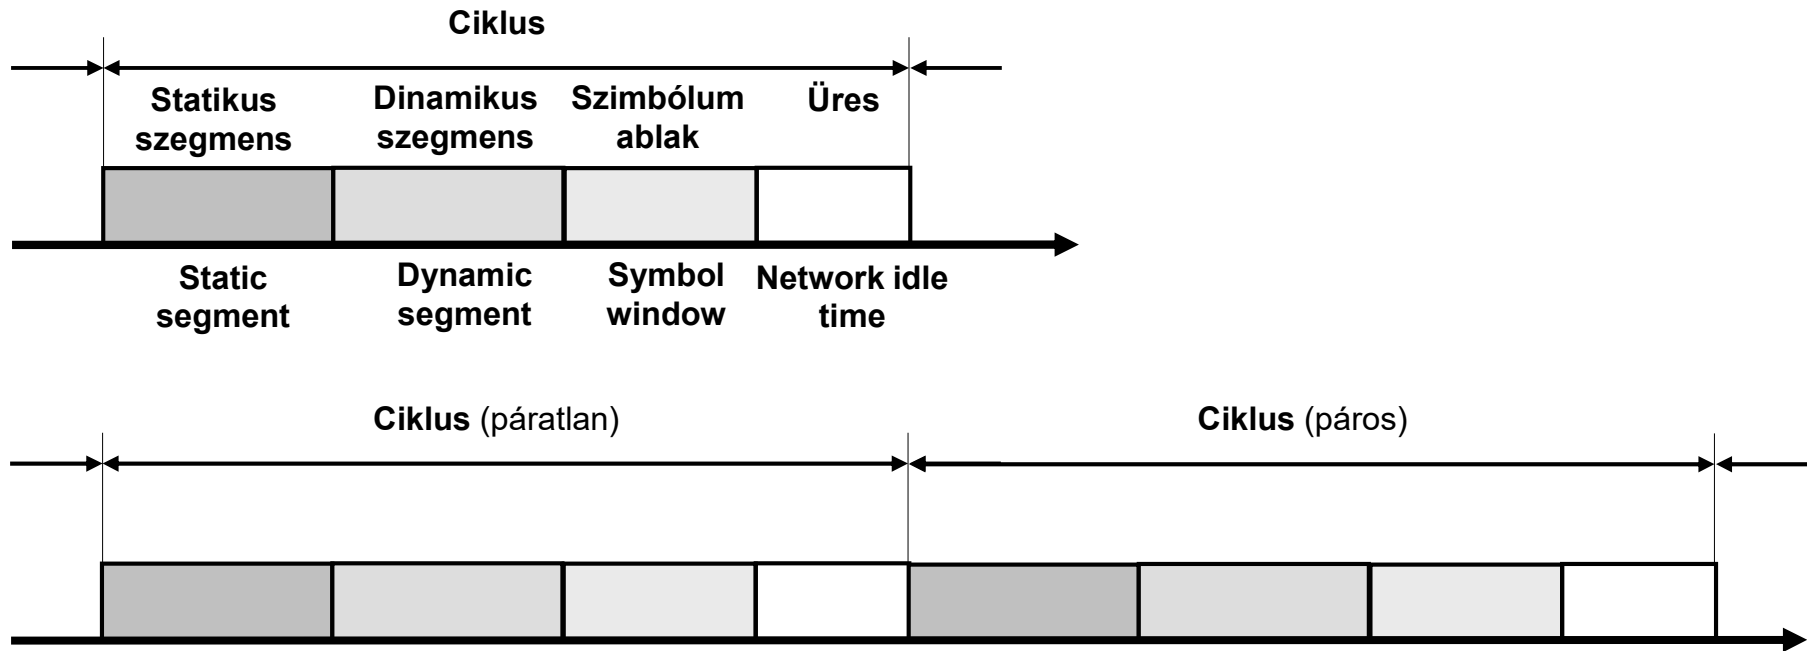 Ciklus
Statikus
szegmens
Dinamikus
szegmens
Szimbólum
ablak
Üres
Static
segment
Dynamic
segment
Symbol
window
Network idle
time
Ciklus (páratlan)
Ciklus (páros)